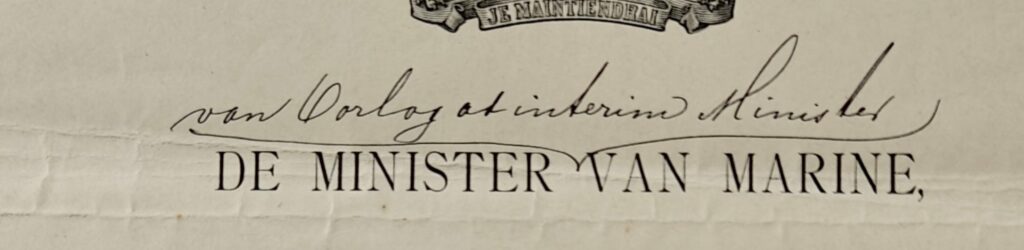 JE MAINTIENDRAI
van Oorlog ad interim Minister
DE MINISTER VAN MARINE,